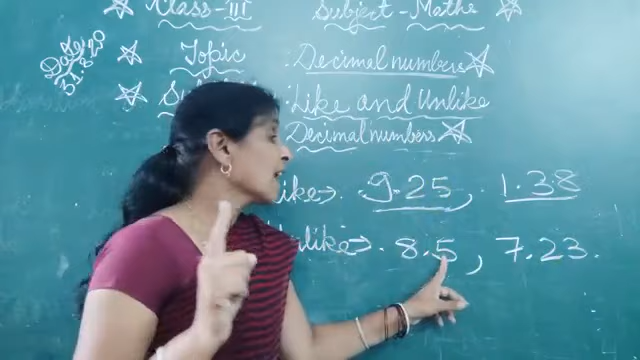 Class-III Subject-Maths
Date 31.8.20
Topic :Decimal numbers
:Like and Unlike
Decimal numbers
like→. 9.25, 1.38
unlike→. 8.5, 7.23.